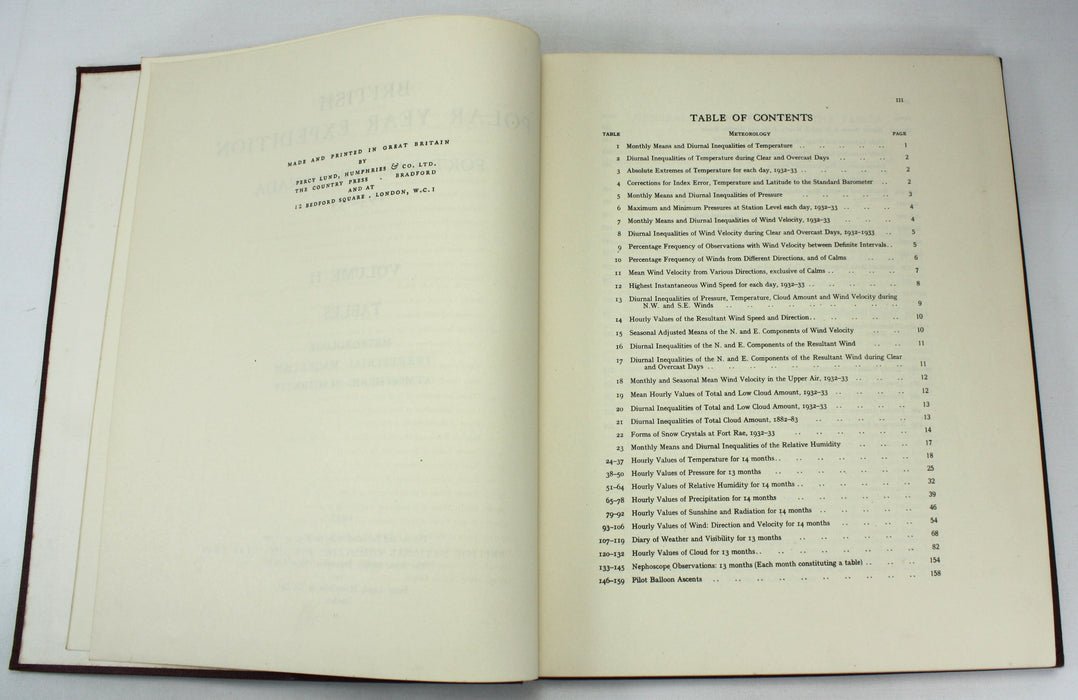 MADE AND PRINTED IN GREAT BRITAIN
BY
PERCY LUND, HUMPHRIES & CO. LTD.
THE COUNTRY PRESS · BRADFORD
AND AT
12 BEDFORD SQUARE . LONDON, W.C.1
III
TABLE OF CONTENTS
TABLE METEOROLOGY PAGE
1 Monthly Means and Diurnal Inequalities of Temperature .. .. .. .. .. 1
2 Diurnal Inequalities of Temperature during Clear and Overcast Days .. .. .. 2
3 Absolute Extremes of Temperature for each day, 1932-33 .. .. .. .. .. 2
4 Corrections for Index Error, Temperature and Latitude to the Standard Barometer .. .. 2
5 Monthly Means and Diurnal Inequalities of Pressure .. .. .. .. .. 3
6 Maximum and Minimum Pressures at Station Level each day, 1932-33 .. .. .. 4
7 Monthly Means and Diurnal Inequalities of Wind Velocity, 1932-33 .. .. .. 4
8 Diurnal Inequalities of Wind Velocity during Clear and Overcast Days, 1932-1933 .. 5
9 Percentage Frequency of Observations with Wind Velocity between Definite Intervals .. 5
10 Percentage Frequency of Winds from Different Directions, and of Calms .. .. 6
11 Mean Wind Velocity from Various Directions, exclusive of Calms .. .. .. .. 7
12 Highest Instantaneous Wind Speed for each day, 1932-33 .. .. .. .. .. 8
13 Diurnal Inequalities of Pressure, Temperature, Cloud Amount and Wind Velocity during
N.W. and S.E. Winds .. .. .. .. .. .. .. .. 9
14 Hourly Values of the Resultant Wind Speed and Direction .. .. .. .. .. 10
15 Seasonal Adjusted Means of the N. and E. Components of Wind Velocity .. .. 10
16 Diurnal Inequalities of the N. and E. Components of the Resultant Wind .. .. 11
17 Diurnal Inequalities of the N. and E. Components of the Resultant Wind during Clear
and Overcast Days .. .. .. .. .. .. .. .. .. 11
18 Monthly and Seasonal Mean Wind Velocity in the Upper Air, 1932-33 .. .. .. 12
19 Mean Hourly Values of Total and Low Cloud Amount, 1932-33 .. .. .. .. 12
20 Diurnal Inequalities of Total and Low Cloud Amount, 1932-33 .. .. .. .. 13
21 Diurnal Inequalities of Total Cloud Amount, 1882-83 .. .. .. .. .. 13
22 Forms of Snow Crystals at Fort Rae, 1932-33 .. .. .. .. .. .. 14
23 Monthly Means and Diurnal Inequalities of the Relative Humidity .. .. .. 17
24-37 Hourly Values of Temperature for 14 months .. .. .. .. .. .. .. 18
38-50 Hourly Values of Pressure for 13 months .. .. .. .. .. .. .. 25
51-64 Hourly Values of Relative Humidity for 14 months .. .. .. .. .. .. 32
65-78 Hourly Values of Precipitation for 14 months .. .. .. .. .. .. 39
79-92 Hourly Values of Sunshine and Radiation for 14 months .. .. .. .. .. 46
93-106 Hourly Values of Wind: Direction and Velocity for 14 months .. .. .. .. 54
107-119 Diary of Weather and Visibility for 13 months .. .. .. .. .. .. 68
120-132 Hourly Values of Cloud for 13 months .. .. .. .. .. .. .. .. 82
133-145 Nephoscope Observations: 13 months (Each month constituting a table) .. .. .. 154
146-159 Pilot Balloon Ascents .. .. .. .. .. .. .. .. .. .. 158